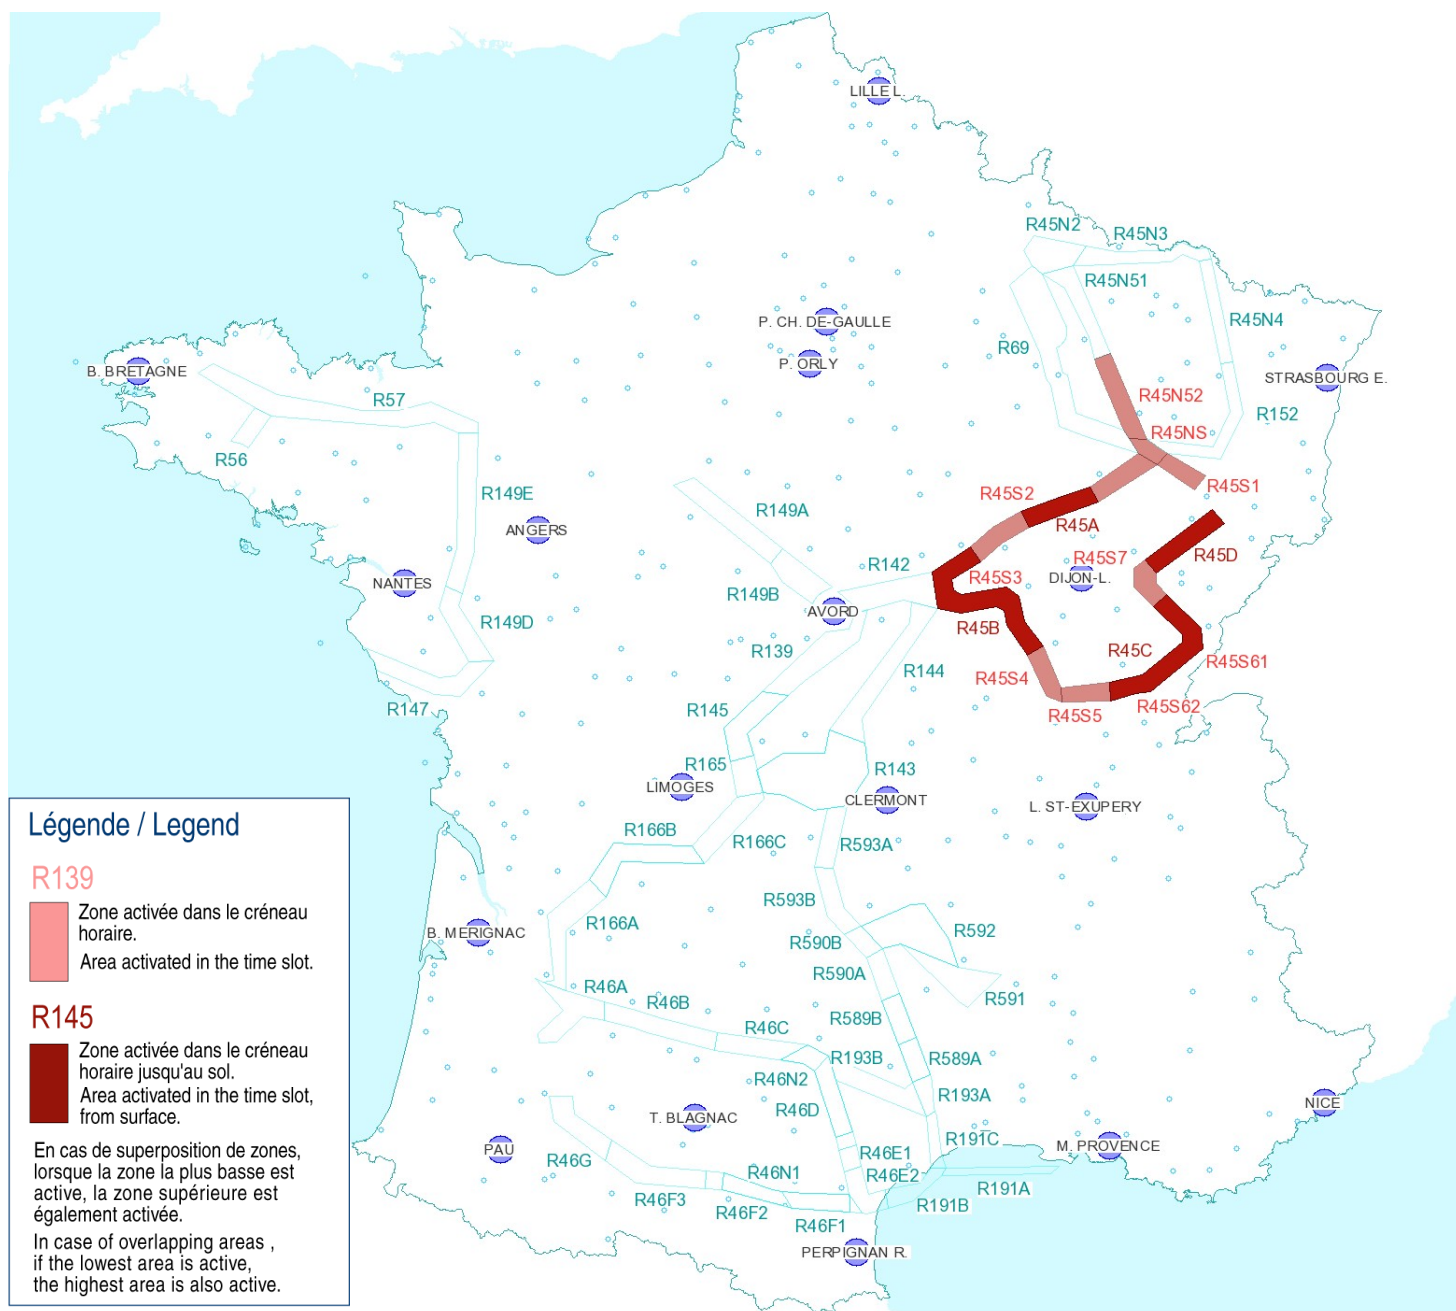 LILLE L.
R45N2
R45N3
R45N51
P. CH. DE-GAULLE
R45N4
R69
P. ORLY
B. BRETAGNE
STRASBOURG E.
R57
R45N52
R152
R45NS
R56
R45S1
R149E
R45S2
R149A
R45A
ANGERS
R45S7
R45D
R142
R45S3
DIJON-L.
NANTES
R149B
AVORD
R149D
R45B
R139
R45C
R45S61
R144
R45S4
R147
R145
R45S5
R45S62
R165
R143
LIMOGES
CLERMONT
L. ST-EXUPERY
R166B
R166C
R593A
R593B
R166A
B. MERIGNAC
R592
R590B
R590A
R46A
R46B
R591
R46C
R589B
R193B
R589A
R46N2
R193A
R46D
T. BLAGNAC
NICE
PAU
R191C
M. PROVENCE
R46G
R46E1
R46N1
R46E2
R191A
R46F3
R46F2
R191B
R46F1
PERPIGNAN R.
Légende / Legend
R139
Zone activée dans le créneau
horaire.
Area activated in the time slot.
R145
Zone activée dans le créneau
horaire jusqu'au sol.
Area activated in the time slot,
from surface.
En cas de superposition de zones,
lorsque la zone la plus basse est
active, la zone supérieure est
également activée.
In case of overlapping areas ,
if the lowest area is active,
the highest area is also active.